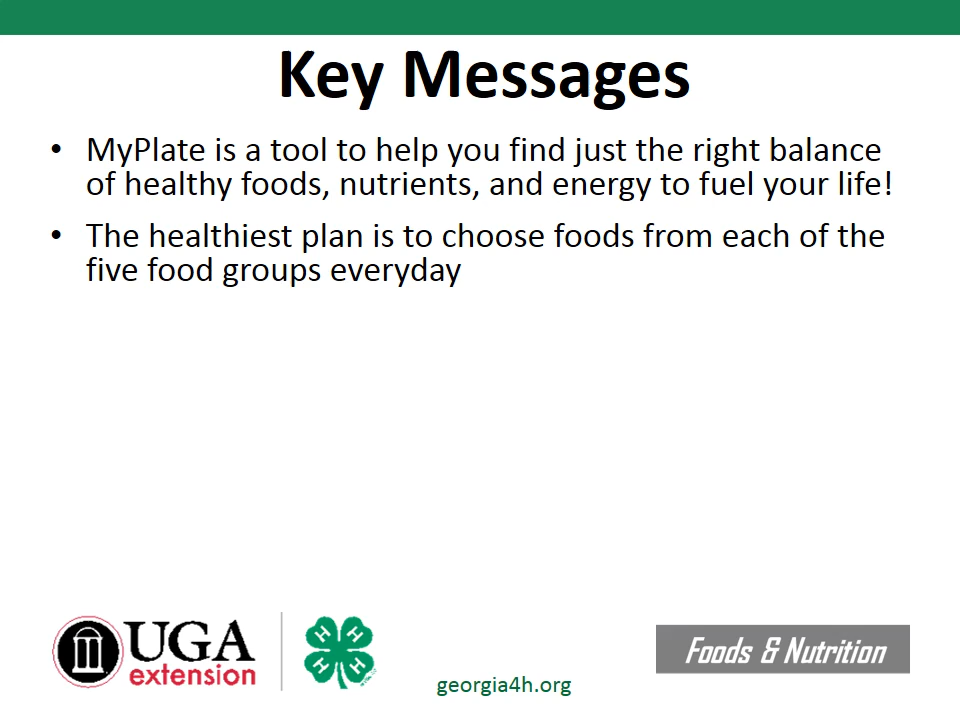 Key Messages
• MyPlate is a tool to help you find just the right balance
of healthy foods, nutrients, and energy to fuel your life!
• The healthiest plan is to choose foods from each of the
five food groups everyday
UGA
extension
H H
H H
georgia4h.org
Foods & Nutrition